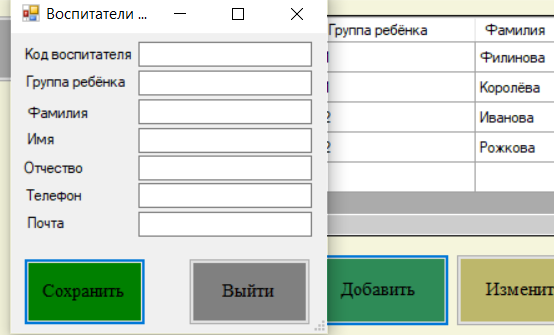 Воспитатели ...
Код воспитателя
Группа ребёнка
Фамилия
Имя
Отчество
Телефон
Почта
Сохранить
Выйти
Группа ребёнка Фамилия
1 Филинова
1 Королёва
2 Иванова
2 Рожкова
Добавить
Изменит